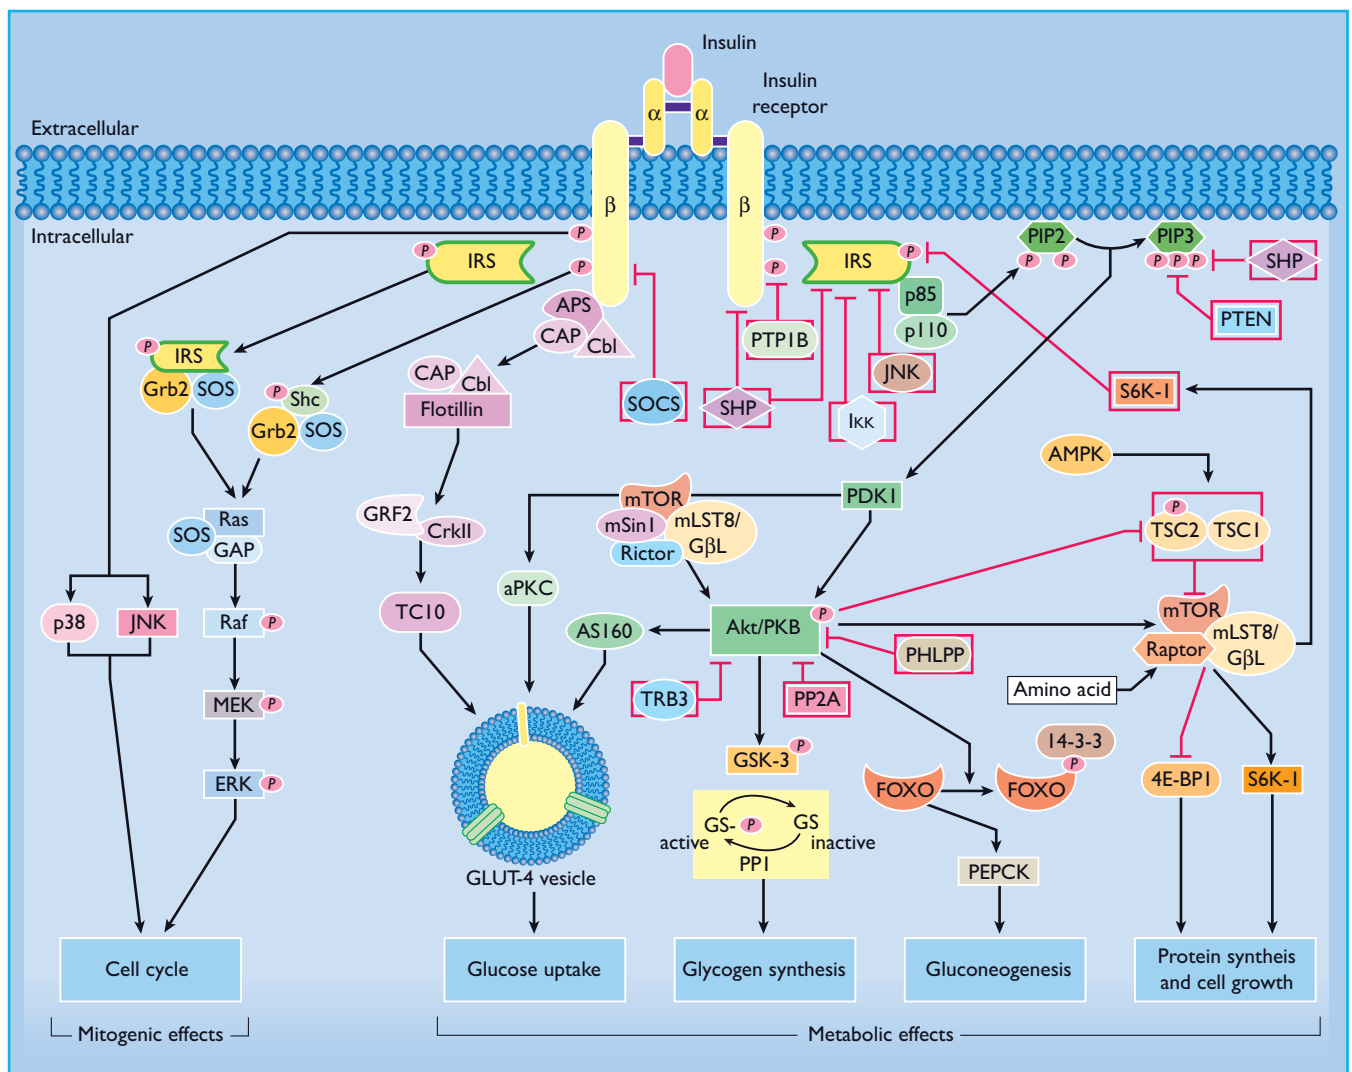 Insulin
Insulin
receptor
α
α
Extracellular
β
β
Intracellular
P
P
IRS
P
P
P
P
IRS
P
PIP2
P
P
PIP3
P
P
P
SHP
p85
p110
APS
CAP
Cbl
PTP1B
PTEN
P
IRS
Grb2
SOS
CAP
Cbl
Flotillin
JNK
S6K-1
P
Shc
Grb2
SOS
SOCS
SHP
IKK
AMPK
mTOR
PDK1
mSin1
mLST8/
GβL
Rictor
GRF2
CrkII
Ras
SOS
GAP
P
TSC2
TSC1
aPKC
mTOR
p38
JNK
Raf
P
TC10
AS160
Akt/PKB
P
PHLPP
Raptor
mLST8/
GβL
Amino acid
MEK
P
TRB3
PP2A
GSK-3
P
14-3-3
P
ERK
P
FOXO
FOXO
4E-BP1
S6K-1
GS-
P
GS
active
inactive
PP1
GLUT-4 vesicle
PEPCK
Cell cycle
Glucose uptake
Glycogen synthesis
Gluconeogenesis
Protein syntheis
and cell growth
Mitogenic effects
Metabolic effects